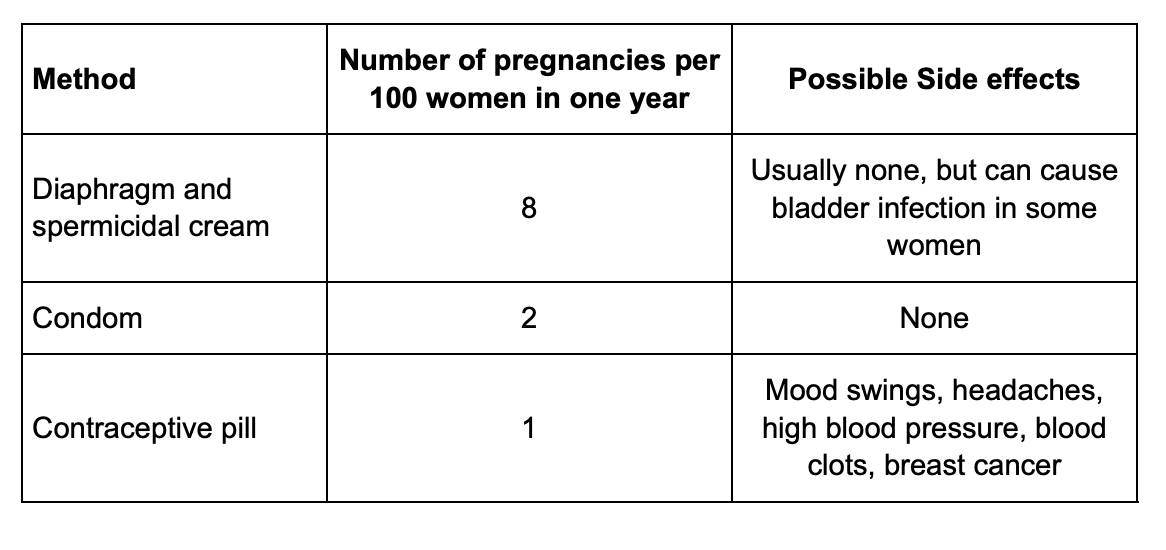 Method
Number of pregnancies per
100 women in one year
Possible Side effects
Diaphragm and
spermicidal cream
8
Usually none, but can cause
bladder infection in some
women
Condom
2
None
Contraceptive pill
1
Mood swings, headaches,
high blood pressure, blood
clots, breast cancer